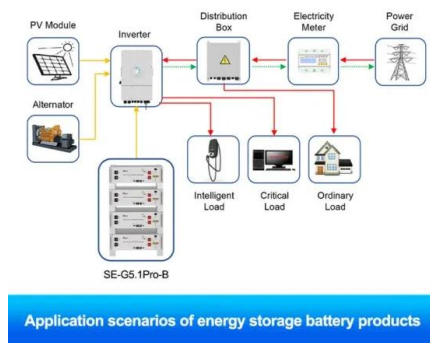 PV Module
Inverter
Distribution
Box
Electricity
Meter
Power
Grid
Alternator
Intelligent
Load
Critical
Load
Ordinary
Load
SE-G5.1Pro-B
Application scenarios of energy storage battery products